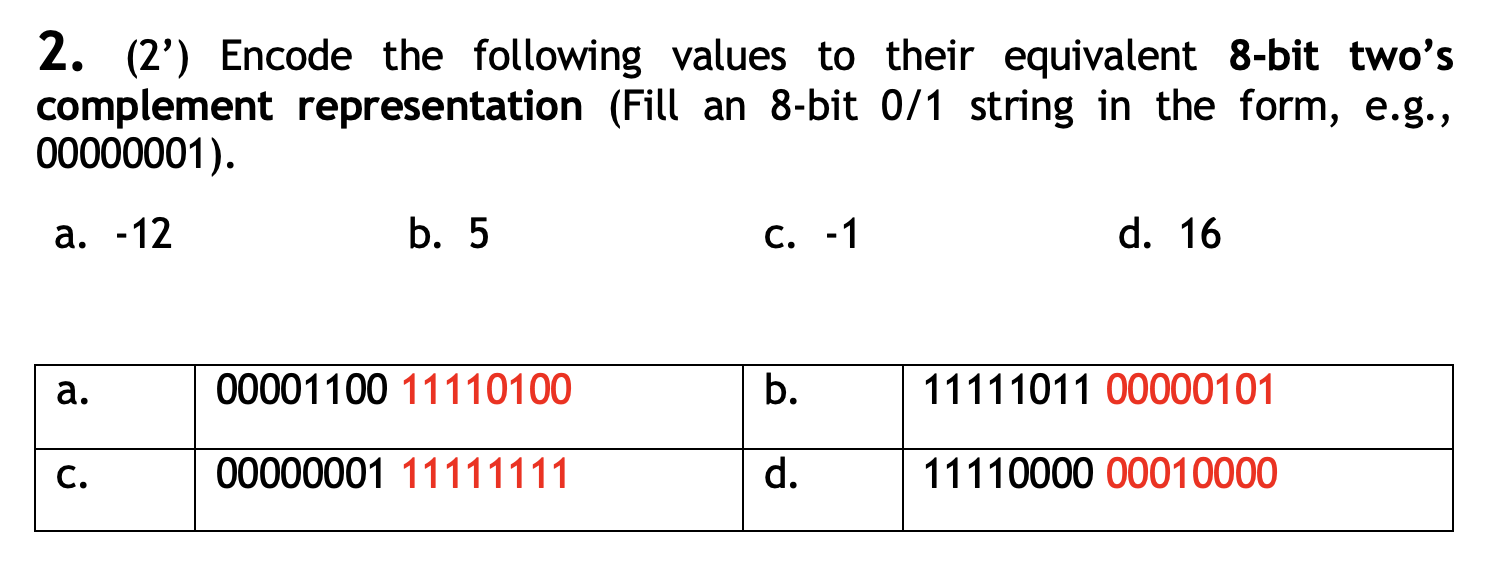 2. (2’) Encode the following values to their equivalent 8-bit two’s
complement representation (Fill an 8-bit 0/1 string in the form, e.g.,
00000001).
a. -12 b. 5 c. -1 d. 16
a. 00001100 11110100 b. 11111011 00000101
c. 00000001 11111111 d. 11110000 00010000